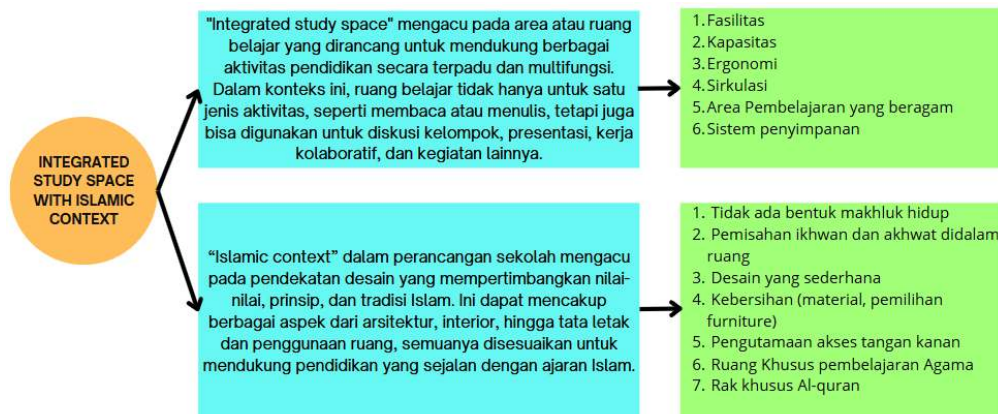 INTEGRATED
STUDY SPACE
WITH ISLAMIC
CONTEXT
"Integrated study space" mengacu pada area atau ruang
belajar yang dirancang untuk mendukung berbagai
aktivitas pendidikan secara terpadu dan multifungsi.
Dalam konteks ini, ruang belajar tidak hanya untuk satu
jenis aktivitas, seperti membaca atau menulis, tetapi juga
bisa digunakan untuk diskusi kelompok, presentasi, kerja
kolaboratif, dan kegiatan lainnya.
1. Fasilitas
2. Kapasitas
3. Ergonomi
4. Sirkulasi
5. Area Pembelajaran yang beragam
6. Sistem penyimpanan
“Islamic context” dalam perancangan sekolah mengacu
pada pendekatan desain yang mempertimbangkan nilai-
nilai, prinsip, dan tradisi Islam. Ini dapat mencakup
berbagai aspek dari arsitektur, interior, hingga tata letak
dan penggunaan ruang, semuanya disesuaikan untuk
mendukung pendidikan yang sejalan dengan ajaran Islam.
1. Tidak ada bentuk makhluk hidup
2. Pemisahan ikhwan dan akhwat didalam
ruang
3. Desain yang sederhana
4. Kebersihan (material, pemilihan
furniture)
5. Pengutamaan akses tangan kanan
6. Ruang Khusus pembelajaran Agama
7. Rak khusus Al-quran